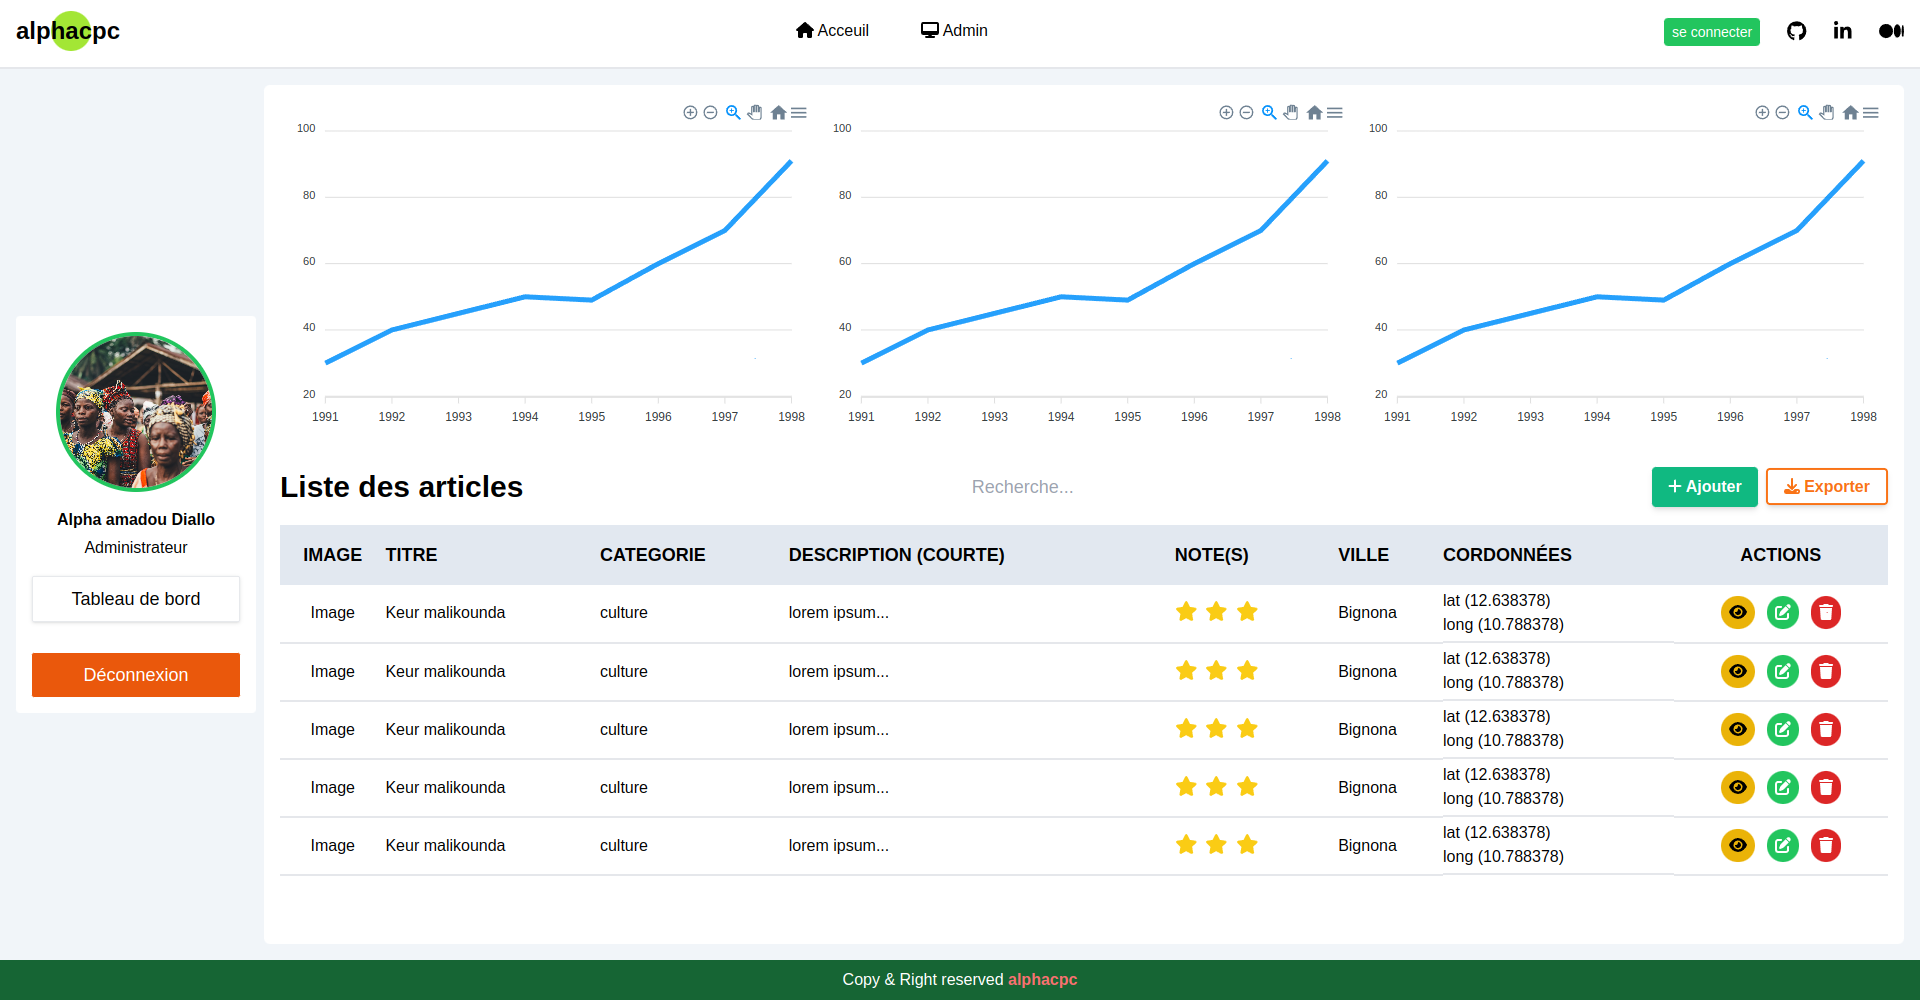 alphacpc
Acceuil
Admin
se connecter
100
80
60
40
20
1991 1992 1993 1994 1995 1996 1997 1998
100
80
60
40
20
1991 1992 1993 1994 1995 1996 1997 1998
100
80
60
40
20
1991 1992 1993 1994 1995 1996 1997 1998
Alpha amadou Diallo
Administrateur
Tableau de bord
Déconnexion
Liste des articles
Recherche...
Ajouter
Exporter
IMAGE TITRE CATEGORIE DESCRIPTION (COURTE) NOTE(S) VILLE CORDONNÉES ACTIONS
Image Keur malikounda culture lorem ipsum... Bignona lat (12.638378)
long (10.788378)
Image Keur malikounda culture lorem ipsum... Bignona lat (12.638378)
long (10.788378)
Image Keur malikounda culture lorem ipsum... Bignona lat (12.638378)
long (10.788378)
Image Keur malikounda culture lorem ipsum... Bignona lat (12.638378)
long (10.788378)
Image Keur malikounda culture lorem ipsum... Bignona lat (12.638378)
long (10.788378)
Copy & Right reserved alphacpc